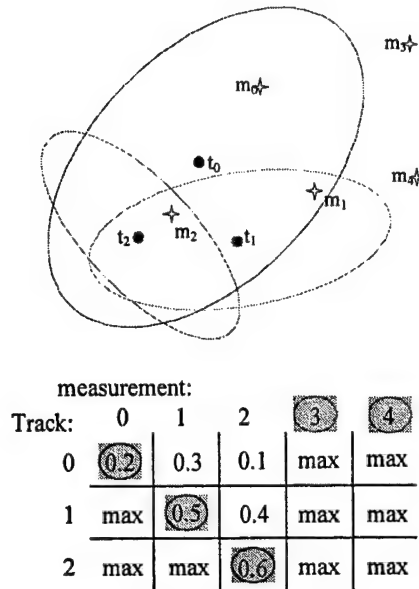 m3
m0
m4
t0
m1
m2
t2
t1
measurement:
Track: 0 1 2 3 4
0 0.2 0.3 0.1 max max
1 max 0.5 0.4 max max
2 max max 0.6 max max